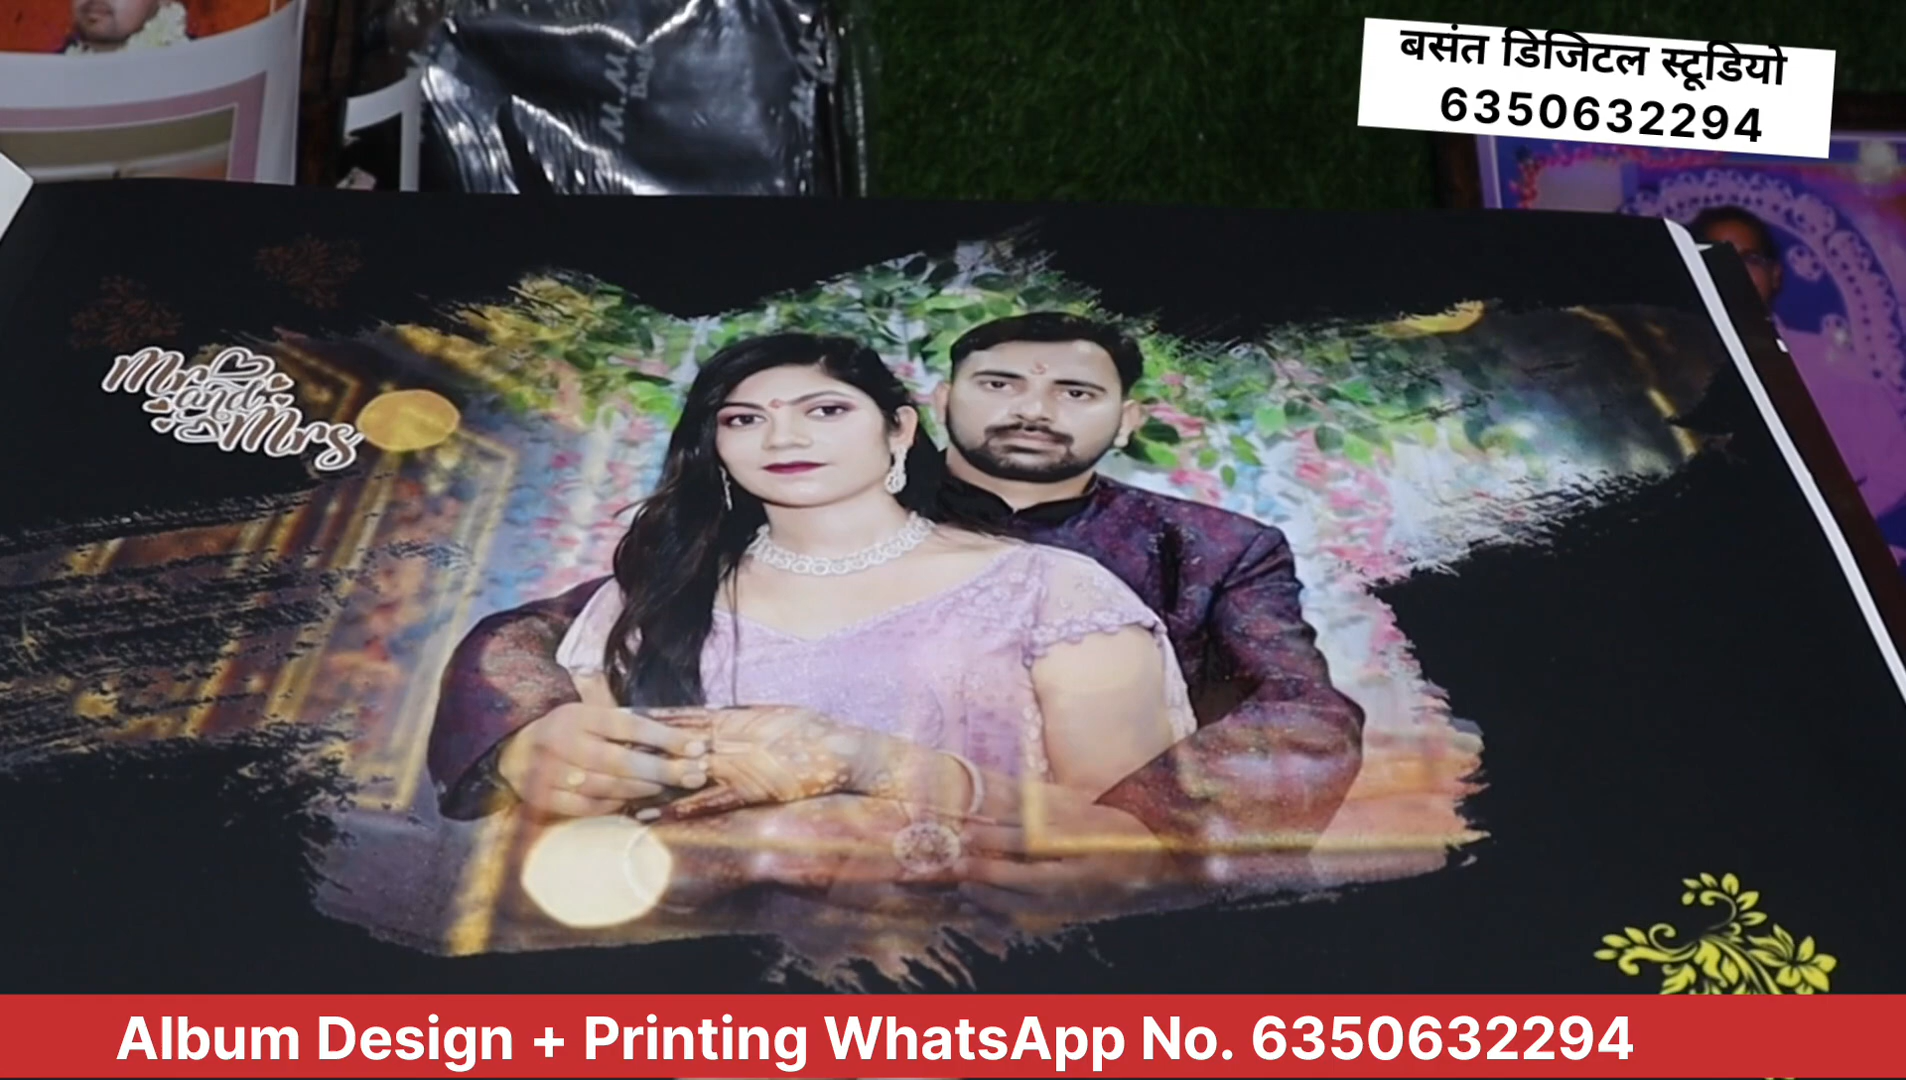 बसंत डिजिटल स्टूडियो
6350632294
Mr
and
Mrs
Album Design + Printing WhatsApp No. 6350632294